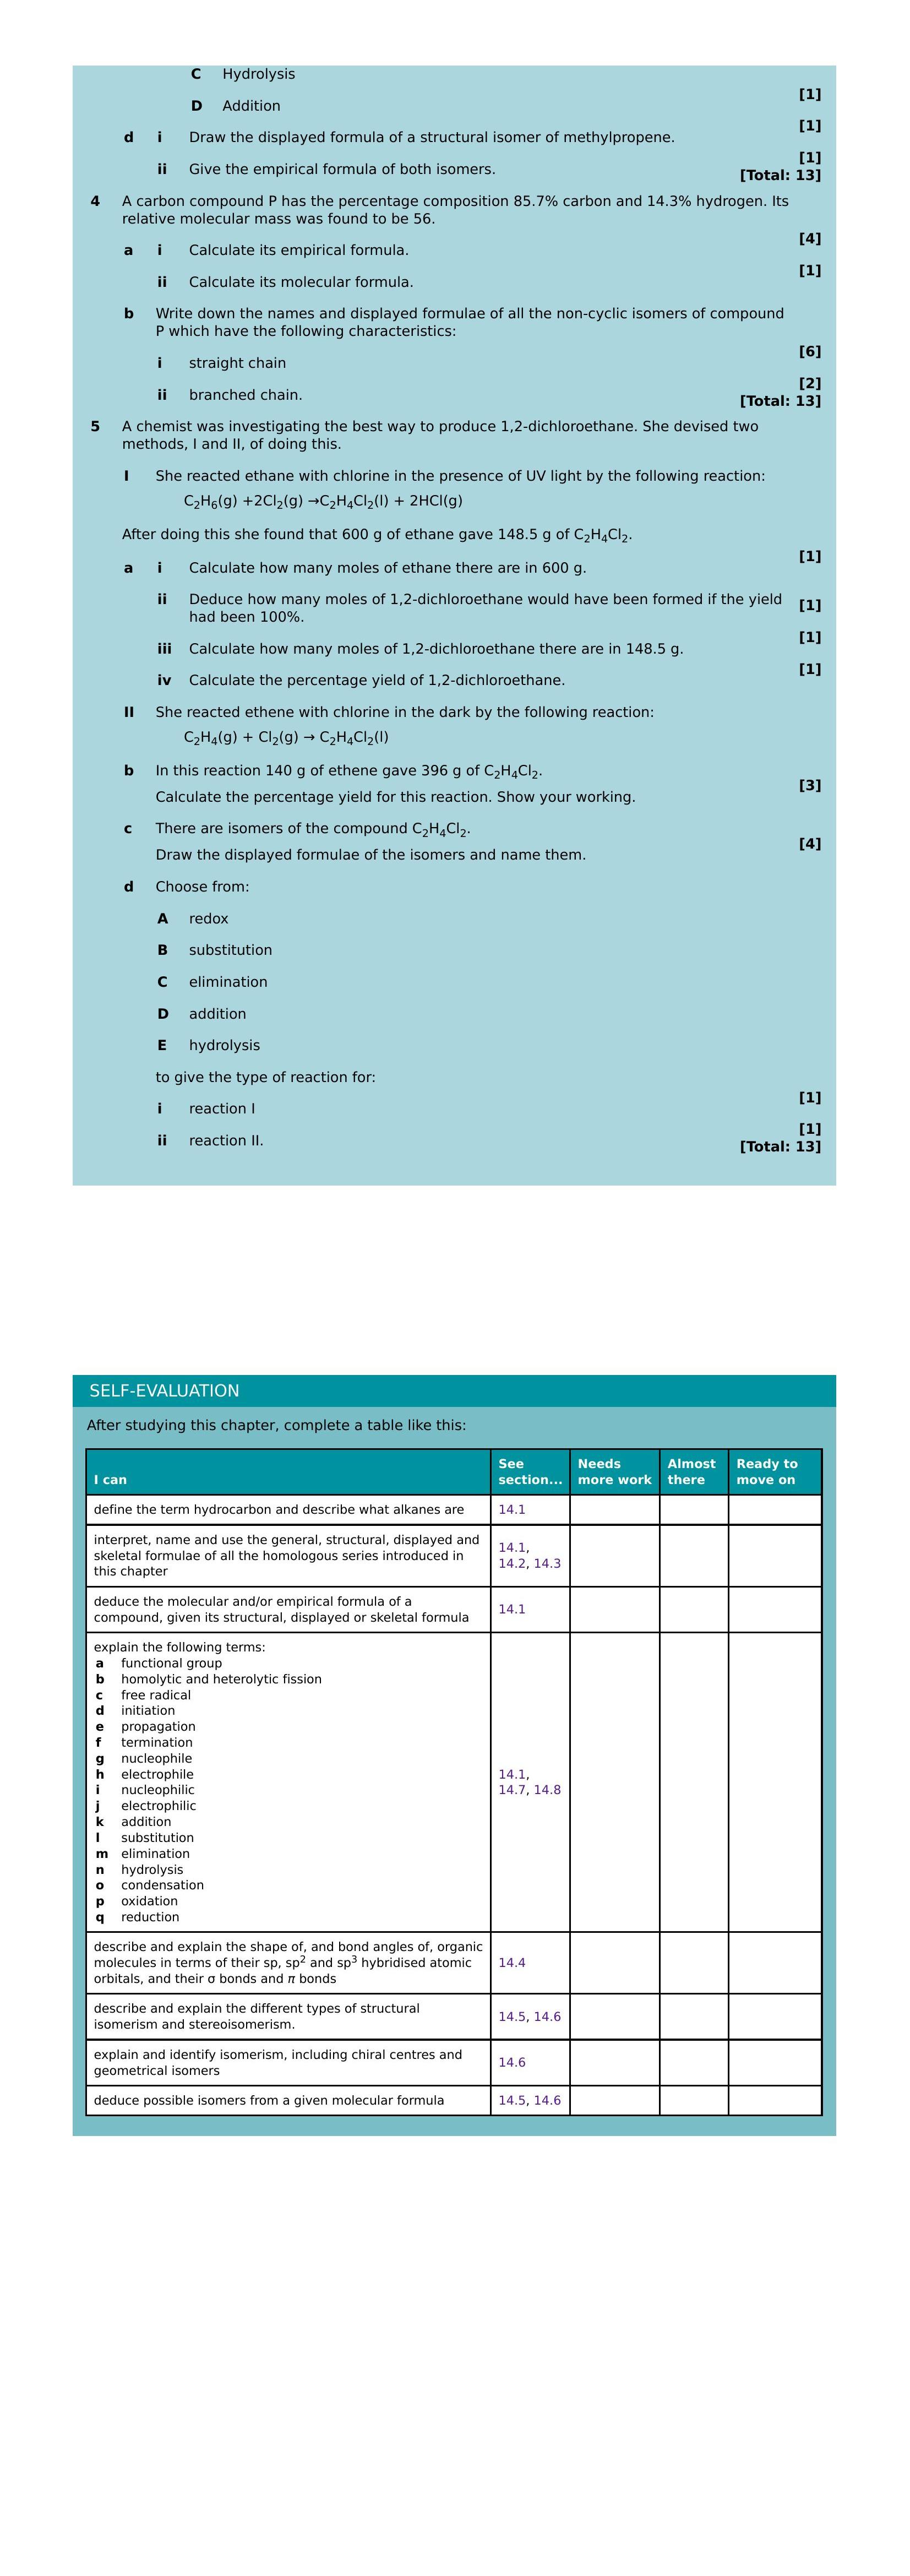 C Hydrolysis
[1]
D Addition
[1]
d i Draw the displayed formula of a structural isomer of methylpropene.
[1]
ii Give the empirical formula of both isomers.
[Total: 13]
4 A carbon compound P has the percentage composition 85.7% carbon and 14.3% hydrogen. Its
relative molecular mass was found to be 56.
[4]
a i Calculate its empirical formula.
[1]
ii Calculate its molecular formula.
b Write down the names and displayed formulae of all the non-cyclic isomers of compound
P which have the following characteristics:
[6]
i straight chain
[2]
ii branched chain.
[Total: 13]
5 A chemist was investigating the best way to produce 1,2-dichloroethane. She devised two
methods, I and II, of doing this.
I She reacted ethane with chlorine in the presence of UV light by the following reaction:
C₂H₆(g) +2Cl₂(g) →C₂H₄Cl₂(l) + 2HCl(g)
After doing this she found that 600 g of ethane gave 148.5 g of C₂H₄Cl₂.
[1]
a i Calculate how many moles of ethane there are in 600 g.
ii Deduce how many moles of 1,2-dichloroethane would have been formed if the yield
[1]
had been 100%.
[1]
iii Calculate how many moles of 1,2-dichloroethane there are in 148.5 g.
[1]
iv Calculate the percentage yield of 1,2-dichloroethane.
II She reacted ethene with chlorine in the dark by the following reaction:
C₂H₄(g) + Cl₂(g) → C₂H₄Cl₂(l)
b In this reaction 140 g of ethene gave 396 g of C₂H₄Cl₂.
[3]
Calculate the percentage yield for this reaction. Show your working.
c There are isomers of the compound C₂H₄Cl₂.
[4]
Draw the displayed formulae of the isomers and name them.
d Choose from:
A redox
B substitution
C elimination
D addition
E hydrolysis
to give the type of reaction for:
[1]
i reaction I
[1]
ii reaction II.
[Total: 13]
SELF-EVALUATION
After studying this chapter, complete a table like this:
I can See section... Needs more work Almost there Ready to move on
define the term hydrocarbon and describe what alkanes are 14.1
interpret, name and use the general, structural, displayed and
skeletal formulae of all the homologous series introduced in
this chapter
14.1,
14.2, 14.3
deduce the molecular and/or empirical formula of a
compound, given its structural, displayed or skeletal formula
14.1
explain the following terms:
a functional group
b homolytic and heterolytic fission
c free radical
d initiation
e propagation
f termination
g nucleophile
h electrophile
i nucleophilic
j electrophilic
k addition
l substitution
m elimination
n hydrolysis
o condensation
p oxidation
q reduction
14.1,
14.7, 14.8
describe and explain the shape of, and bond angles of, organic
molecules in terms of their sp, sp² and sp³ hybridised atomic
orbitals, and their σ bonds and π bonds
14.4
describe and explain the different types of structural
isomerism and stereoisomerism.
14.5, 14.6
explain and identify isomerism, including chiral centres and
geometrical isomers
14.6
deduce possible isomers from a given molecular formula 14.5, 14.6